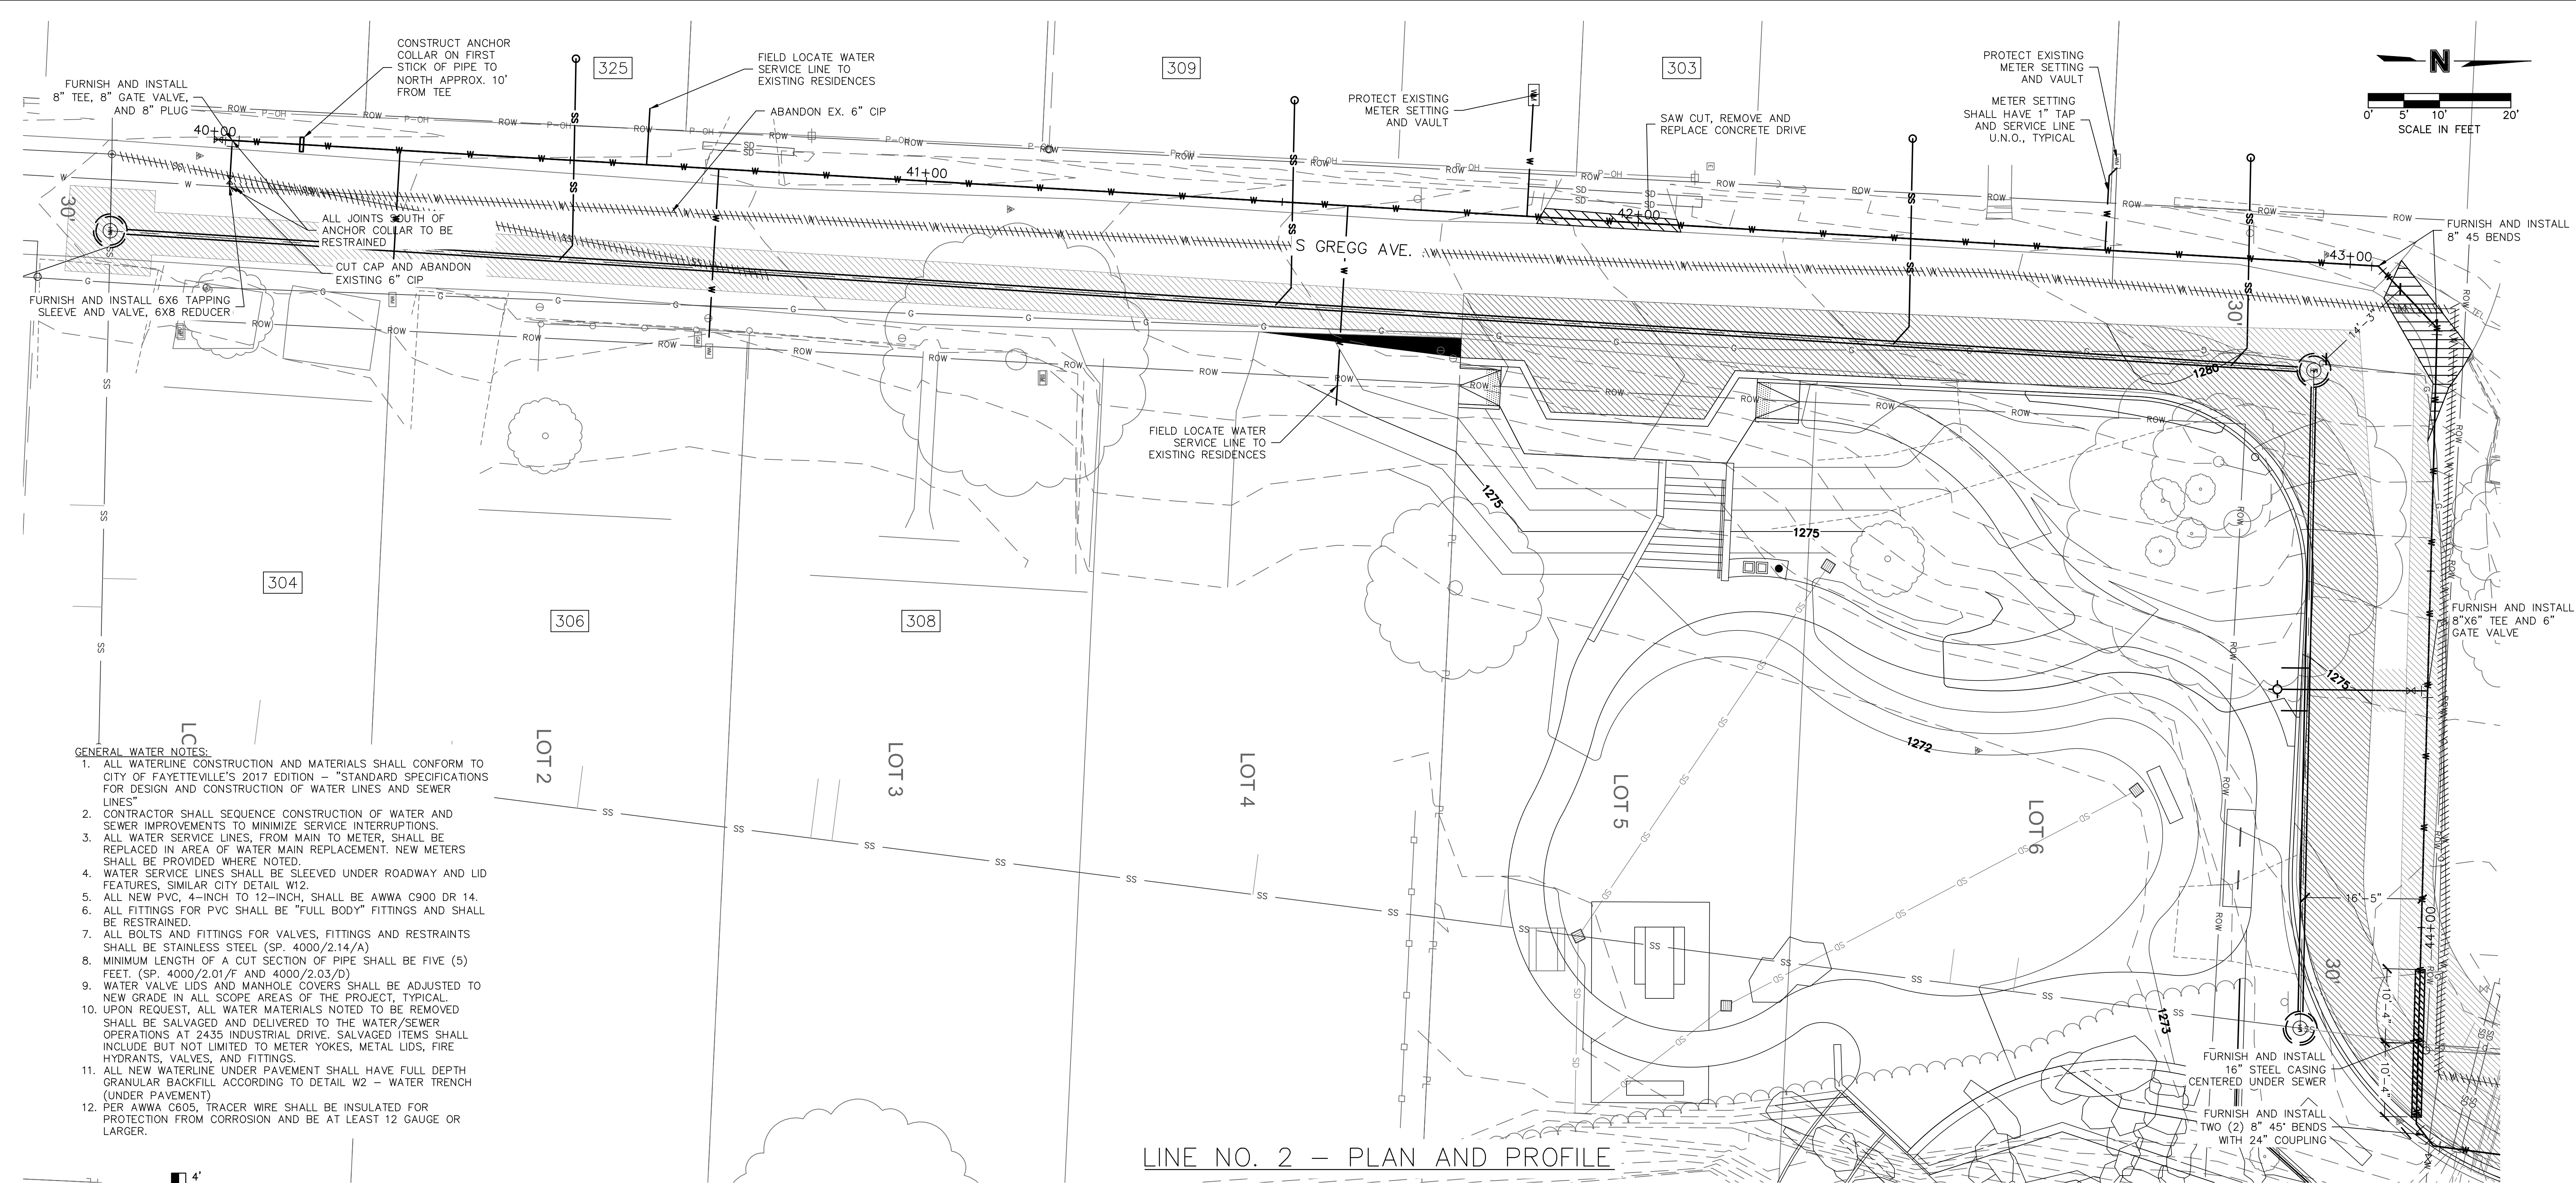 CONSTRUCT ANCHOR
COLLAR ON FIRST
STICK OF PIPE TO
NORTH APPROX. 10'
FROM TEE
FURNISH AND INSTALL
8" TEE, 8" GATE VALVE,
AND 8" PLUG
325
FIELD LOCATE WATER
SERVICE LINE TO
EXISTING RESIDENCES
ABANDON EX. 6" CIP
309
PROTECT EXISTING
METER SETTING
AND VAULT
303
SAW CUT, REMOVE AND
REPLACE CONCRETE DRIVE
PROTECT EXISTING
METER SETTING
AND VAULT
METER SETTING
SHALL HAVE 1" TAP
AND SERVICE LINE
U.N.O., TYPICAL
N
0' 5' 10' 20'
SCALE IN FEET
40+00
41+00
42+00
43+00
FURNISH AND INSTALL
8" 45 BENDS
30'
ALL JOINTS SOUTH OF
ANCHOR COLLAR TO BE
RESTRAINED
CUT CAP AND ABANDON
EXISTING 6" CIP
FURNISH AND INSTALL 6X6 TAPPING
SLEEVE AND VALVE, 6X8 REDUCER
S GREGG AVE.
30'
14'-3"
1280
FIELD LOCATE WATER
SERVICE LINE TO
EXISTING RESIDENCES
1275
1275
304
306
308
FURNISH AND INSTALL
8"X6" TEE AND 6"
GATE VALVE
1275
1272
LOT 2
LOT 3
LOT 4
LOT 5
LOT 6
16'-5"
44+00
30'
10'-4"
10'-4"
1273
GENERAL WATER NOTES:
1. ALL WATERLINE CONSTRUCTION AND MATERIALS SHALL CONFORM TO
CITY OF FAYETTEVILLE'S 2017 EDITION – "STANDARD SPECIFICATIONS
FOR DESIGN AND CONSTRUCTION OF WATER LINES AND SEWER
LINES"
2. CONTRACTOR SHALL SEQUENCE CONSTRUCTION OF WATER AND
SEWER IMPROVEMENTS TO MINIMIZE SERVICE INTERRUPTIONS.
3. ALL WATER SERVICE LINES, FROM MAIN TO METER, SHALL BE
REPLACED IN AREA OF WATER MAIN REPLACEMENT. NEW METERS
SHALL BE PROVIDED WHERE NOTED.
4. WATER SERVICE LINES SHALL BE SLEEVED UNDER ROADWAY AND LID
FEATURES, SIMILAR CITY DETAIL W12.
5. ALL NEW PVC, 4–INCH TO 12–INCH, SHALL BE AWWA C900 DR 14.
6. ALL FITTINGS FOR PVC SHALL BE "FULL BODY" FITTINGS AND SHALL
BE RESTRAINED.
7. ALL BOLTS AND FITTINGS FOR VALVES, FITTINGS AND RESTRAINTS
SHALL BE STAINLESS STEEL (SP. 4000/2.14/A)
8. MINIMUM LENGTH OF A CUT SECTION OF PIPE SHALL BE FIVE (5)
FEET. (SP. 4000/2.01/F AND 4000/2.03/D)
9. WATER VALVE LIDS AND MANHOLE COVERS SHALL BE ADJUSTED TO
NEW GRADE IN ALL SCOPE AREAS OF THE PROJECT, TYPICAL.
10. UPON REQUEST, ALL WATER MATERIALS NOTED TO BE REMOVED
SHALL BE SALVAGED AND DELIVERED TO THE WATER/SEWER
OPERATIONS AT 2435 INDUSTRIAL DRIVE. SALVAGED ITEMS SHALL
INCLUDE BUT NOT LIMITED TO METER YOKES, METAL LIDS, FIRE
HYDRANTS, VALVES, AND FITTINGS.
11. ALL NEW WATERLINE UNDER PAVEMENT SHALL HAVE FULL DEPTH
GRANULAR BACKFILL ACCORDING TO DETAIL W2 – WATER TRENCH
(UNDER PAVEMENT)
12. PER AWWA C605, TRACER WIRE SHALL BE INSULATED FOR
PROTECTION FROM CORROSION AND BE AT LEAST 12 GAUGE OR
LARGER.
FURNISH AND INSTALL
16" STEEL CASING
CENTERED UNDER SEWER
FURNISH AND INSTALL
TWO (2) 8" 45° BENDS
WITH 24" COUPLING
LINE NO. 2 – PLAN AND PROFILE
4'